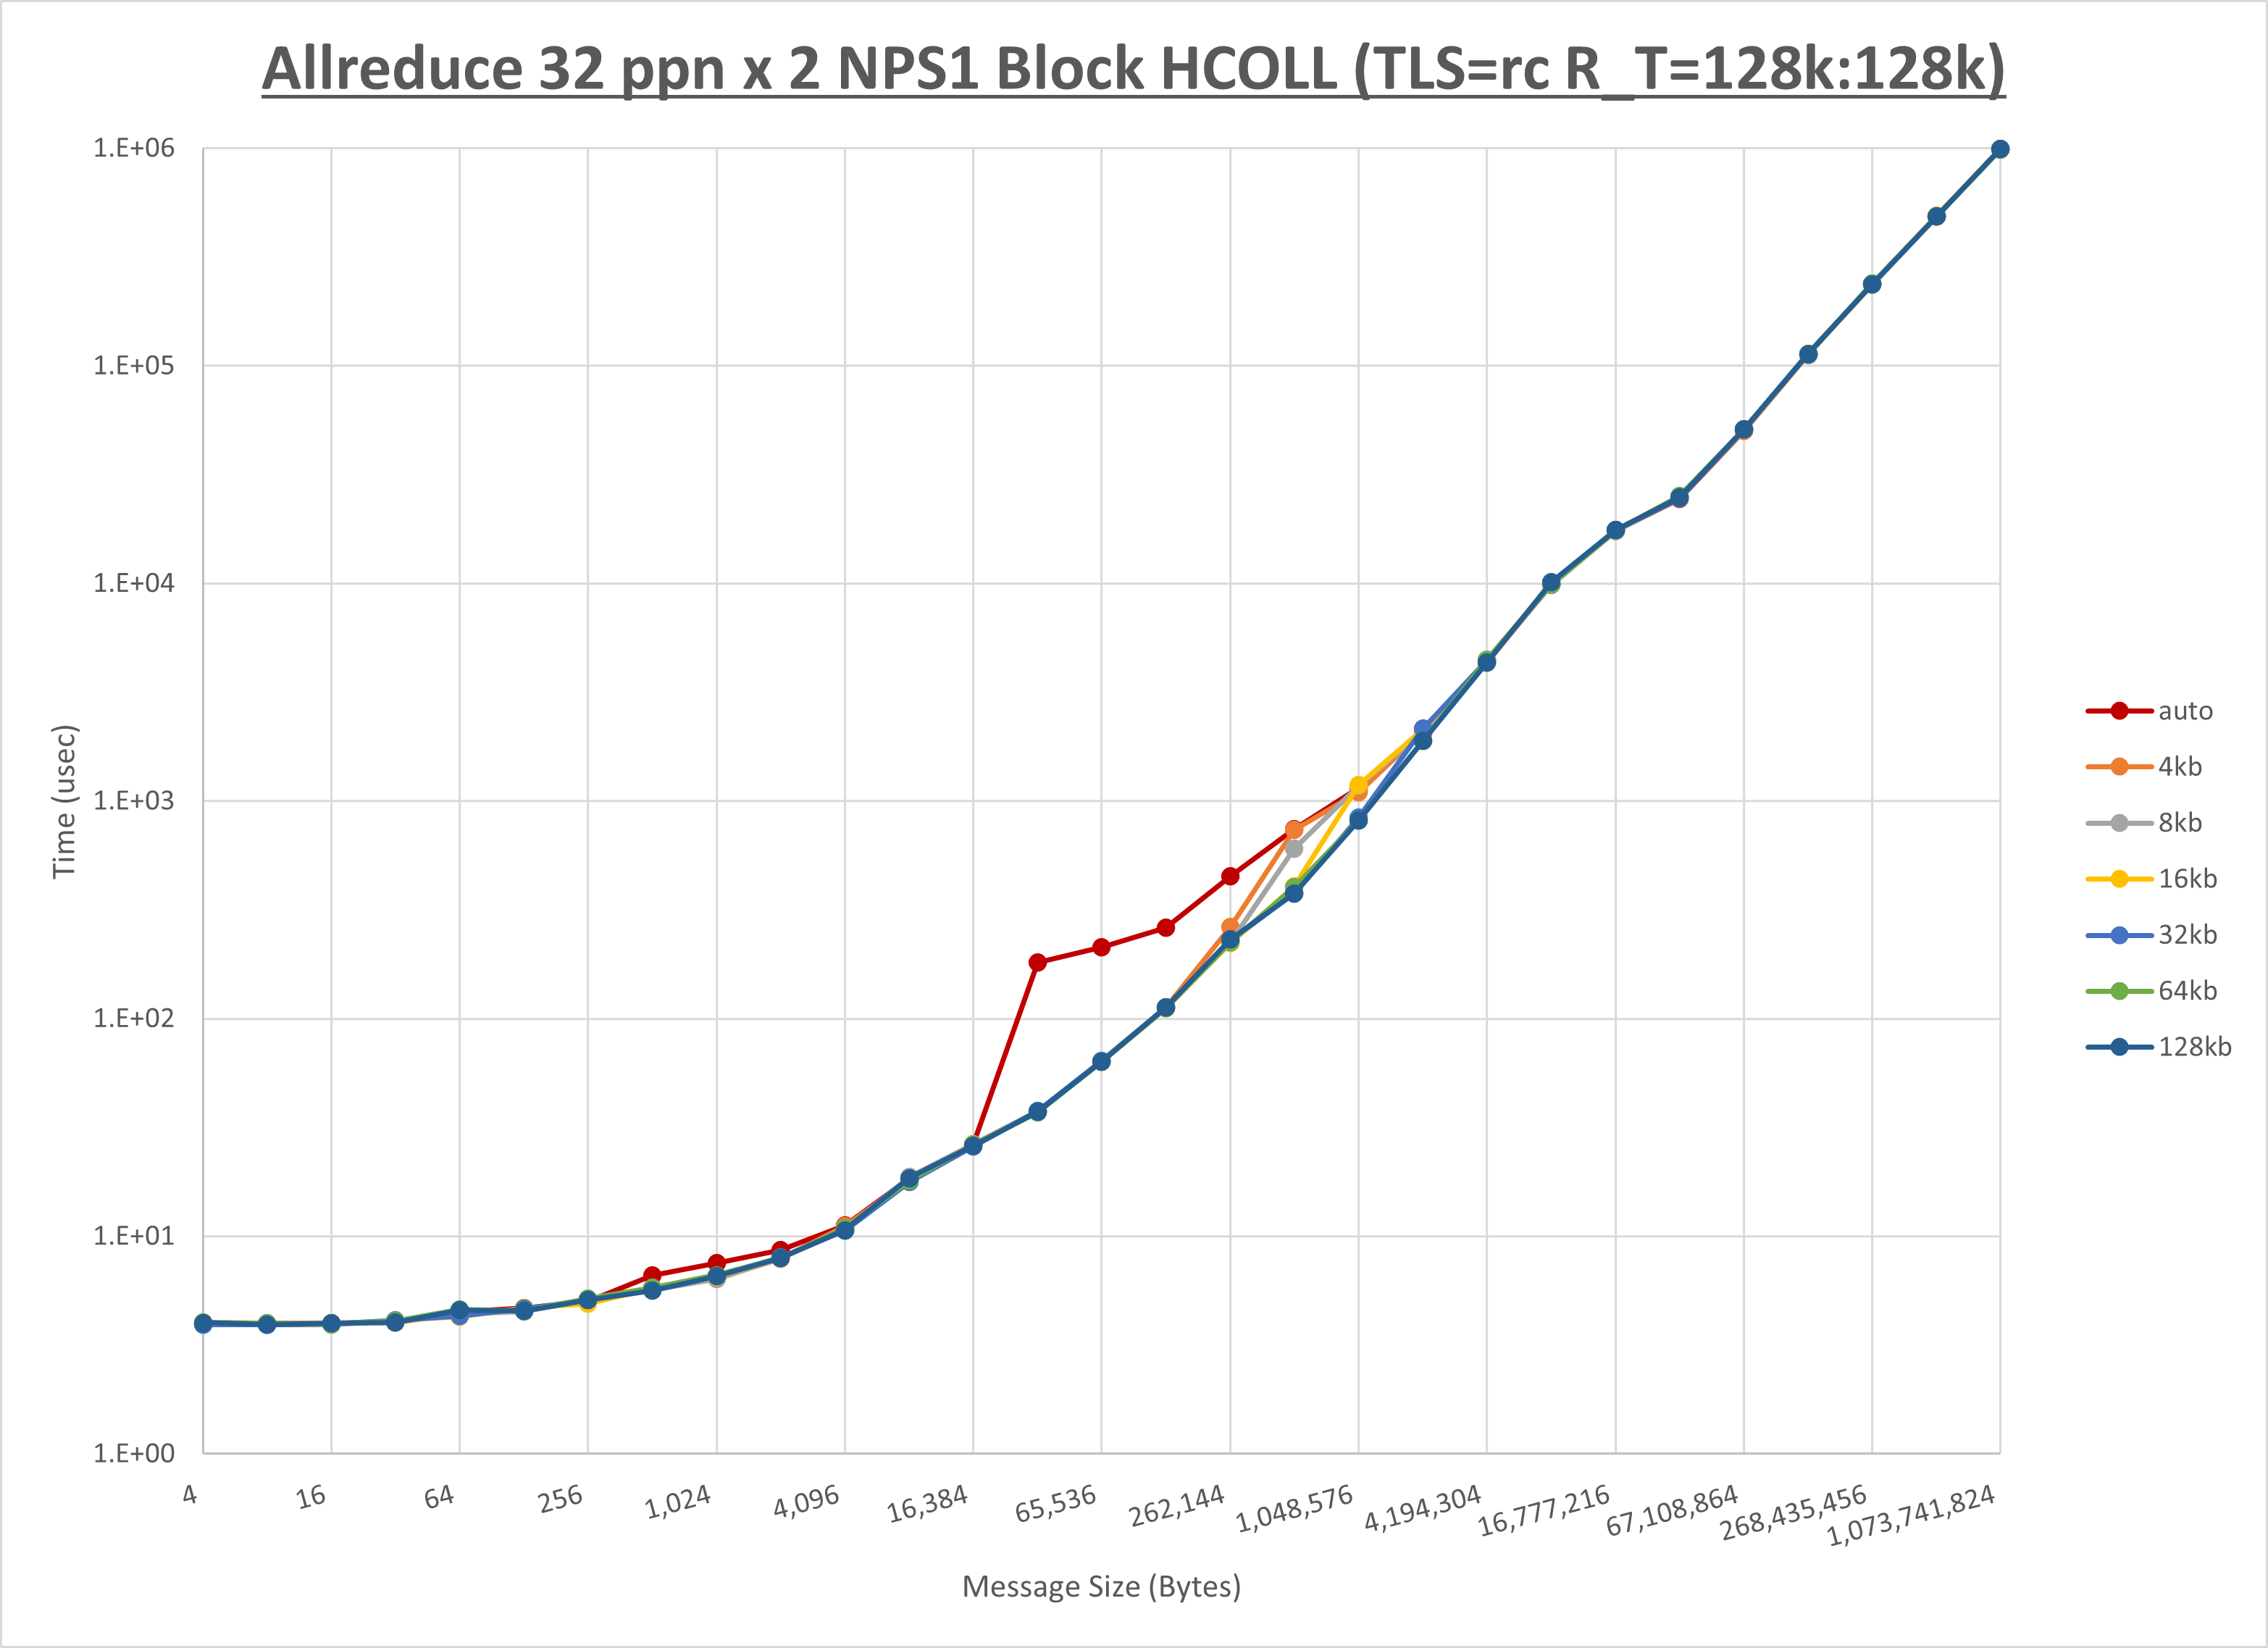 Allreduce 32 ppn x 2 NPS1 Block HCOLL (TLS=rc R_T=128k:128k)
1.E+06
1.E+05
1.E+04
1.E+03
1.E+02
1.E+01
1.E+00
Time (usec)
4
16
64
256
1,024
4,096
16,384
65,536
262,144
1,048,576
4,194,304
16,777,216
67,108,864
268,435,456
1,073,741,824
Message Size (Bytes)
auto
4kb
8kb
16kb
32kb
64kb
128kb